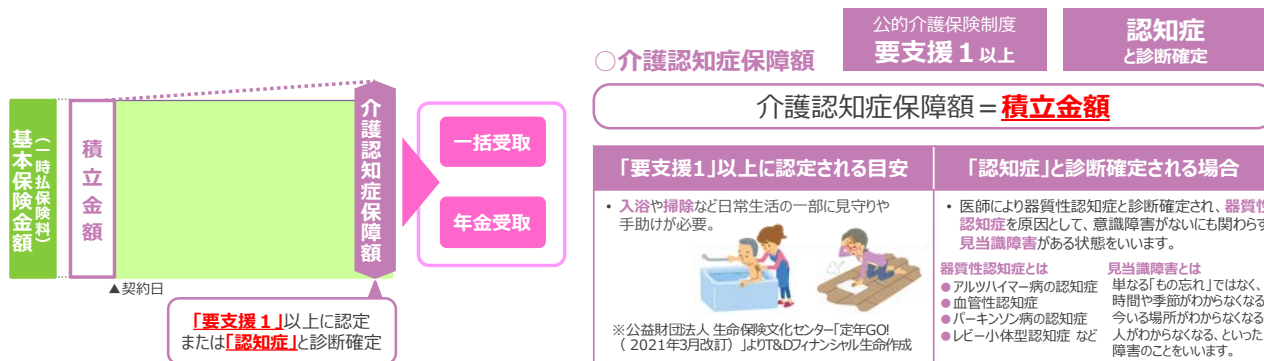 基本保険金額
（一時払保険料）
積立金額
介護認知症保障額
一括受取
年金受取
▲契約日
「要支援１」以上に認定
または「認知症」と診断確定
○介護認知症保障額
公的介護保険制度
要支援１以上
認知症
と診断確定
介護認知症保障額＝積立金額
「要支援1」以上に認定される目安
・ 入浴や掃除など日常生活の一部に見守りや
手助けが必要。
※公益財団法人 生命保険文化センター「定年GO!
（ 2021年3月改訂）」よりT&Dフィナンシャル生命作成
「認知症」と診断確定される場合
・ 医師により器質性認知症と診断確定され、器質性
認知症を原因として、意識障害がないにも関わらず
見当識障害がある状態をいいます。
器質性認知症とは
●アルツハイマー病の認知症
●血管性認知症
●パーキンソン病の認知症
●レビー小体型認知症 など
見当識障害とは
単なる「もの忘れ」ではなく、
時間や季節がわからなくなる
今いる場所がわからなくなる
人がわからなくなる、といった
障害のことをいいます。